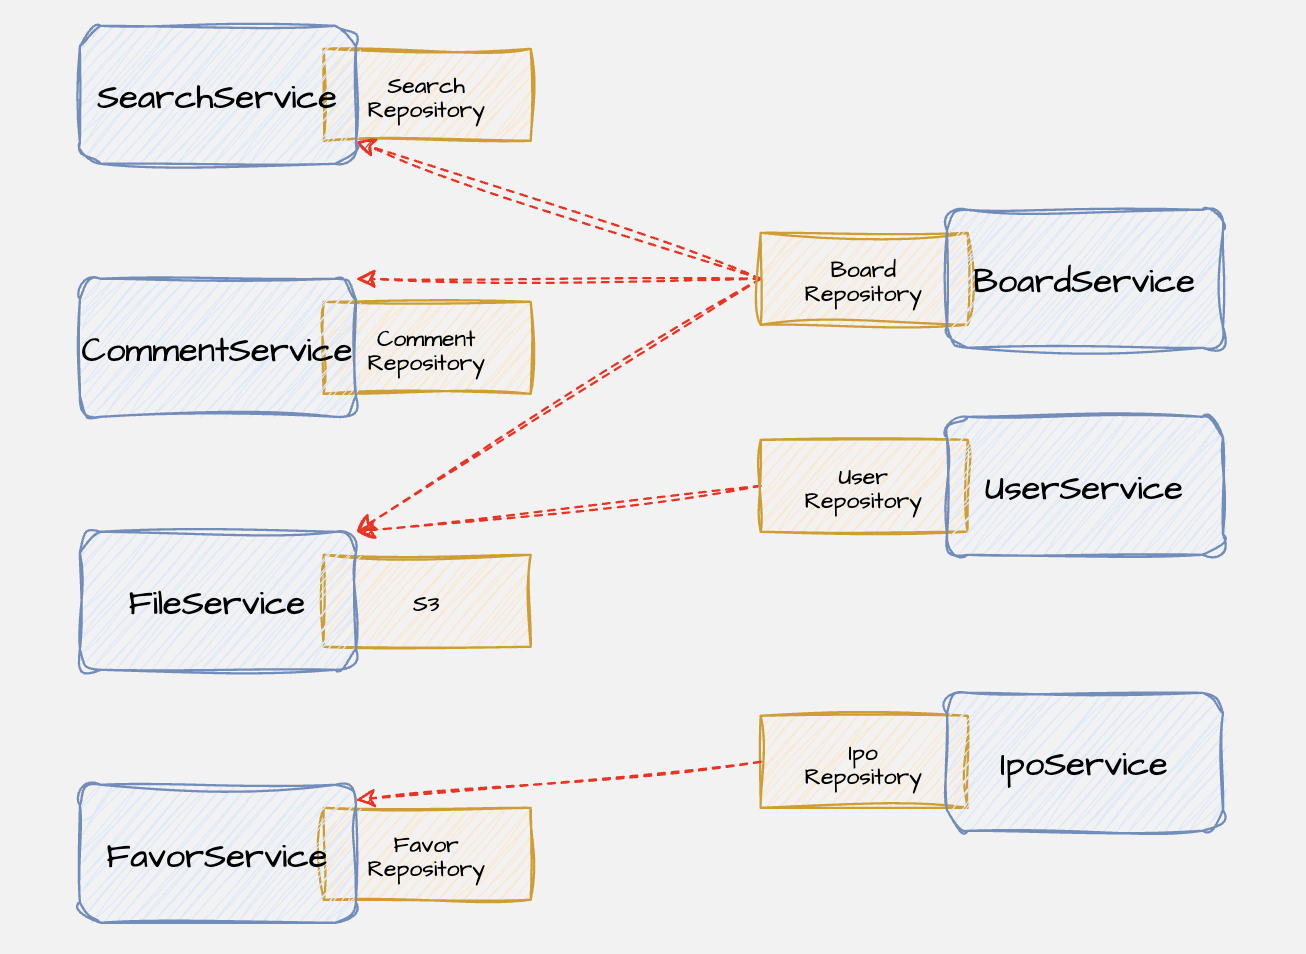 SearchService
Search
Repository
Board
Repository
BoardService
CommentService
Comment
Repository
User
Repository
UserService
FileService
S3
Ipo
Repository
IpoService
FavorService
Favor
Repository